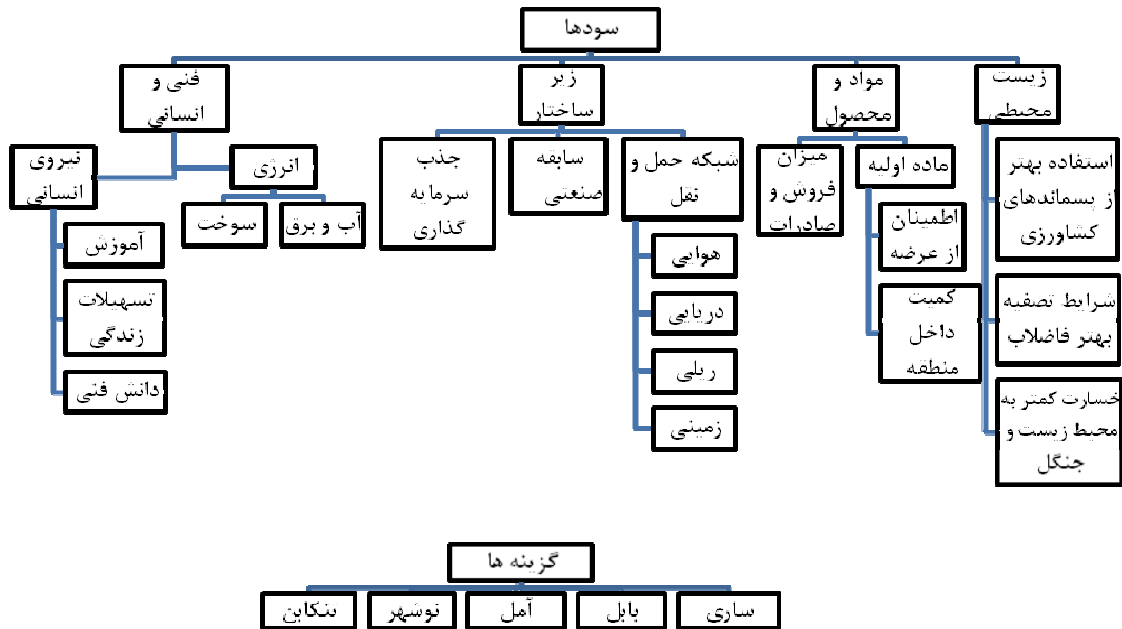 سودها
زیست
محیطی
مواد و
محصول
زیر
ساختار
فنی و
انسانی
استفاده بهتر
از پسماندهای
کشاورزی
شرایط تصفیه
بهتر فاضلاب
خسارت کمتر به
محیط زیست و
جنگل
ماده اولیه
اطمینان
از عرضه
کمیت
داخل
منطقه
میزان
فروش و
صادرات
شبکه حمل و
نقل
هوایی
دریایی
ریلی
زمینی
سابقه
صنعتی
جذب
سرمایه
گذاری
انرژی
آب و برق
سوخت
نیروی
انسانی
آموزش
تسهیلات
زندگی
دانش فنی
گزینه ها
ساری
بابل
آمل
نوشهر
تنکابن